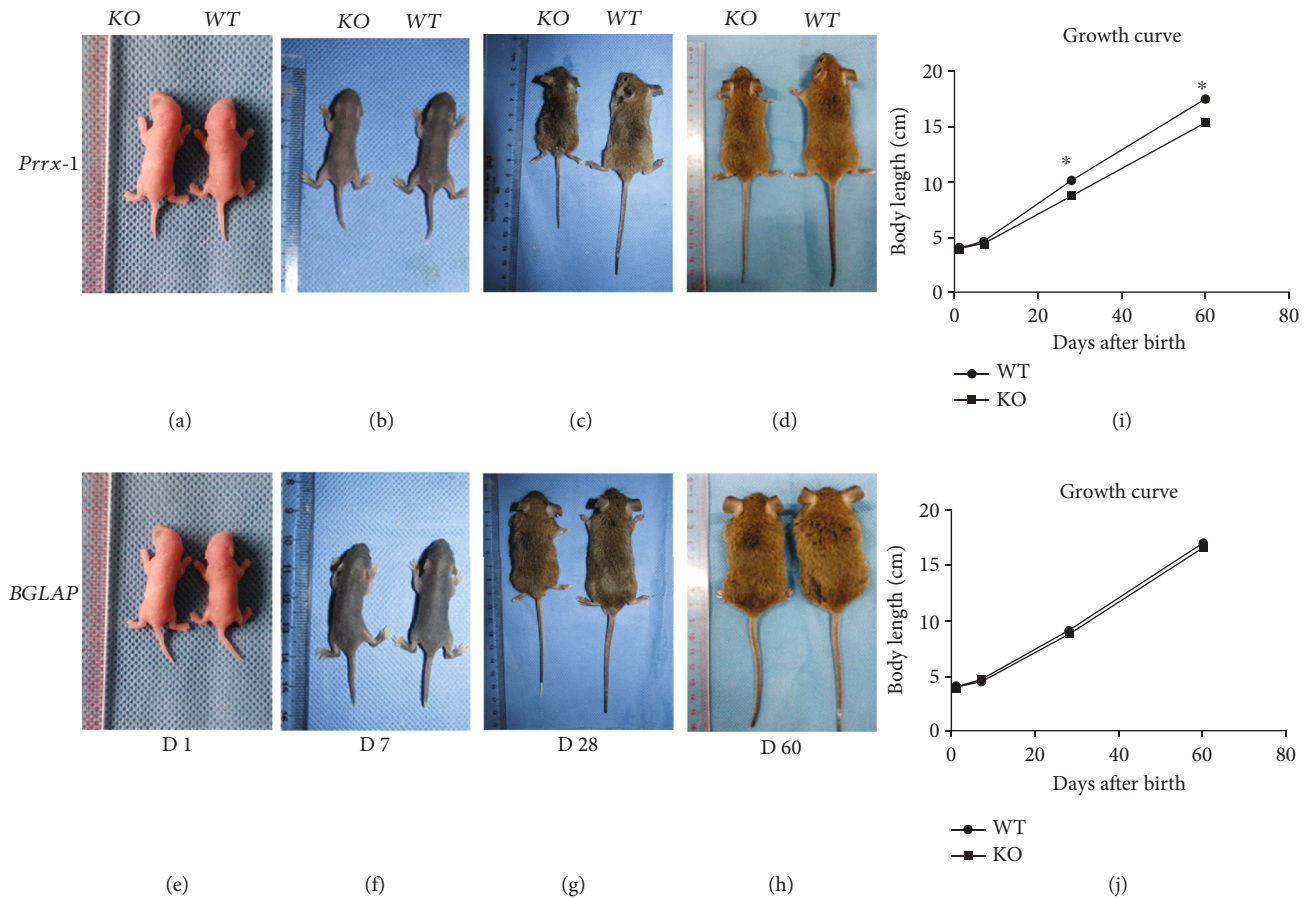 KO WT KO WT KO WT KO WT
Prrx-1
Growth curve
20
15
10
5
0
Body length (cm)
*
*
0 20 40 60 80
Days after birth
WT
KO
(a) (b) (c) (d) (i)
BGLAP
D 1 D 7 D 28 D 60
Growth curve
20
15
10
5
0
Body length (cm)
0 20 40 60 80
Days after birth
WT
KO
(e) (f) (g) (h) (j)